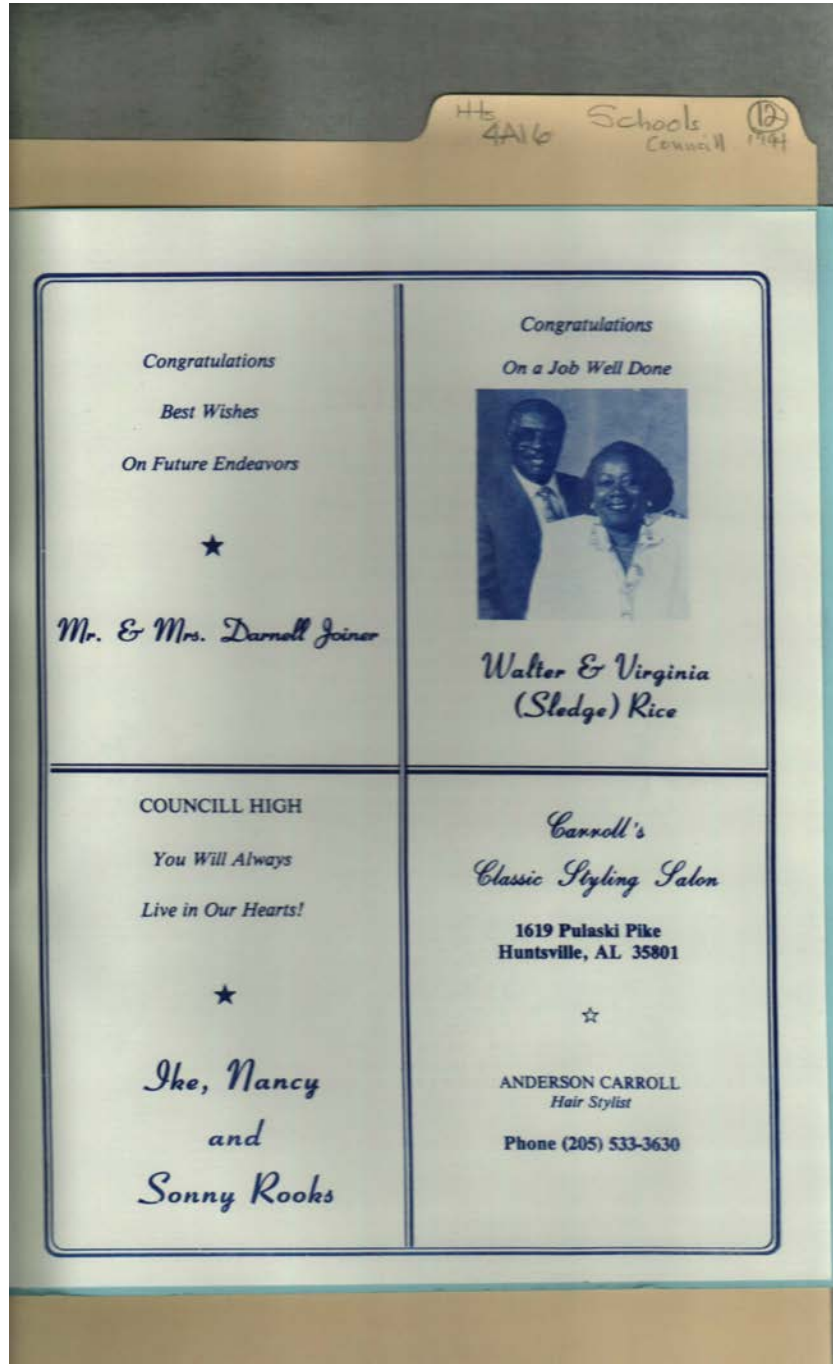 Hts
4A16
Schools
Councill
12
Congratulations
Best Wishes
On Future Endeavors
Mr. & Mrs. Darnell Joiner
Congratulations
On a Job Well Done
Walter & Virginia
(Sledge) Rice
COUNCILL HIGH
You Will Always
Live in Our Hearts!
Ike, Nancy
and
Sonny Rooks
Carroll's
Classic Styling Salon
1619 Pulaski Pike
Huntsville, AL 35801
ANDERSON CARROLL
Hair Stylist
Phone (205) 533-3630